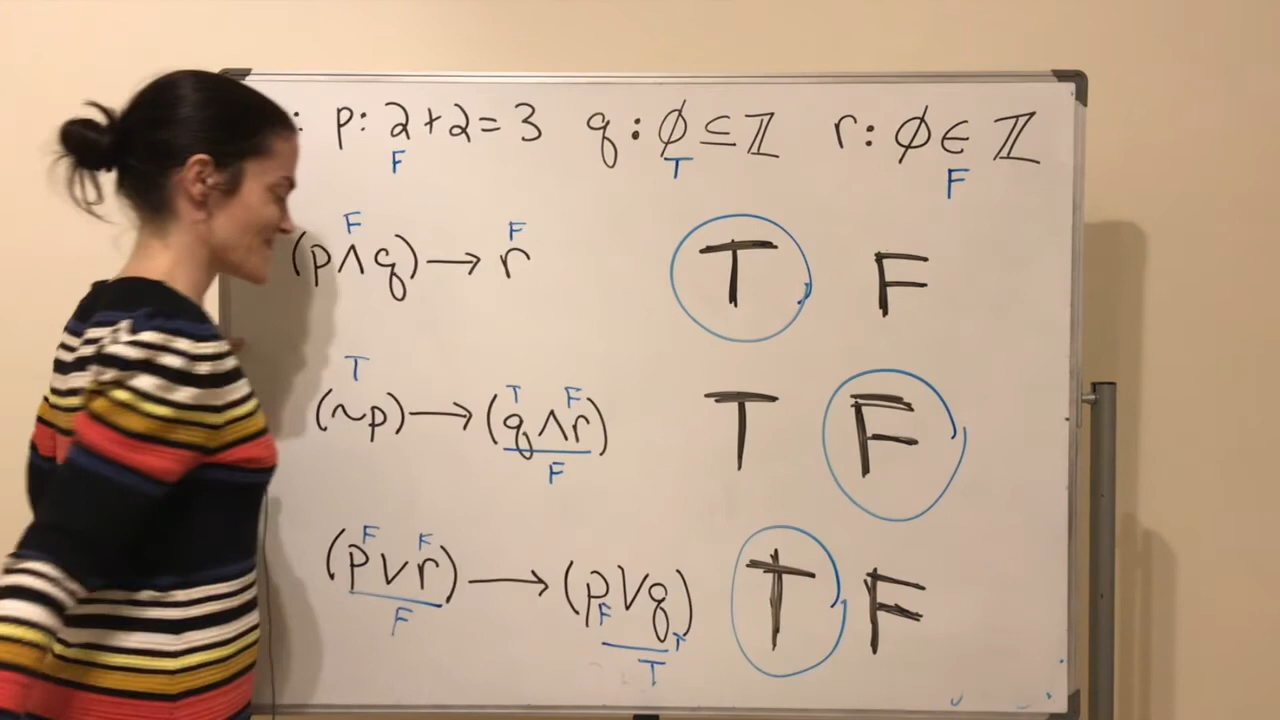 : p: 2+2=3 q: ∅⊆ℤ r: ∅∈ℤ
F T F
F F
(p∧q)→r T F
T T F
(~p)→(q∧r) T F
F
F F
(p∨r)→(p∨q) T F
F F T
T